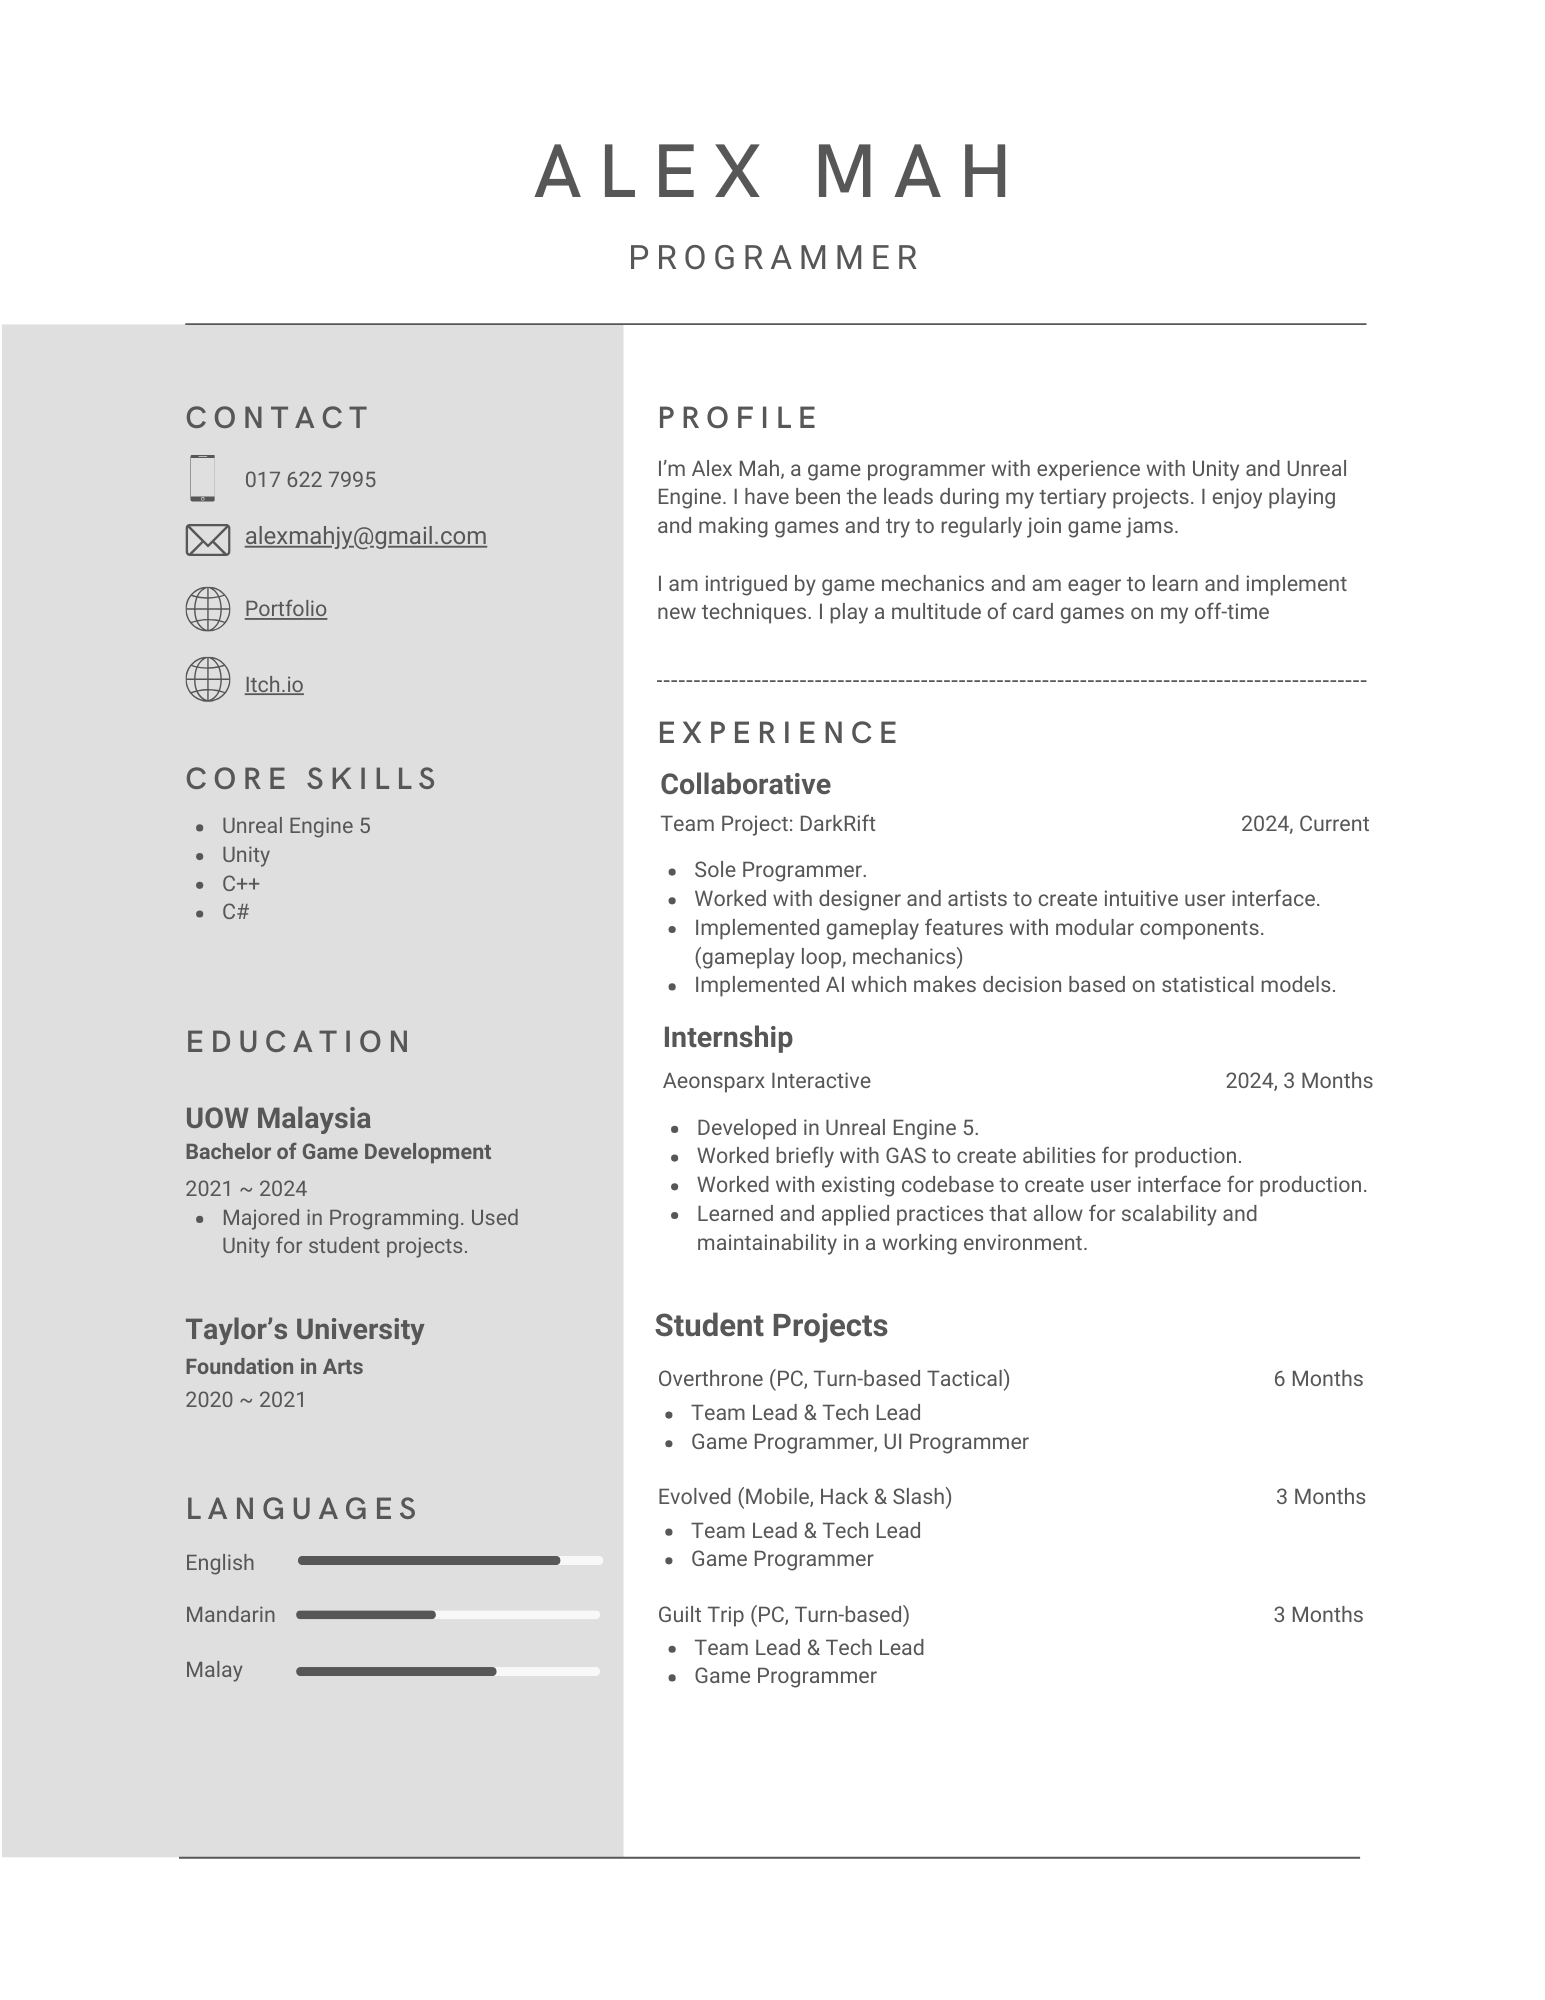 ALEX MAH
PROGRAMMER
CONTACT
017 622 7995
alexmahjy@gmail.com
Portfolio
Itch.io
CORE SKILLS
• Unreal Engine 5
• Unity
• C++
• C#
EDUCATION
UOW Malaysia
Bachelor of Game Development
2021 ~ 2024
• Majored in Programming. Used
Unity for student projects.
Taylor’s University
Foundation in Arts
2020 ~ 2021
LANGUAGES
English
Mandarin
Malay
PROFILE
I’m Alex Mah, a game programmer with experience with Unity and Unreal
Engine. I have been the leads during my tertiary projects. I enjoy playing
and making games and try to regularly join game jams.
I am intrigued by game mechanics and am eager to learn and implement
new techniques. I play a multitude of card games on my off-time
EXPERIENCE
Collaborative
Team Project: DarkRift 2024, Current
• Sole Programmer.
• Worked with designer and artists to create intuitive user interface.
• Implemented gameplay features with modular components.
(gameplay loop, mechanics)
• Implemented AI which makes decision based on statistical models.
Internship
Aeonsparx Interactive 2024, 3 Months
• Developed in Unreal Engine 5.
• Worked briefly with GAS to create abilities for production.
• Worked with existing codebase to create user interface for production.
• Learned and applied practices that allow for scalability and
maintainability in a working environment.
Student Projects
Overthrone (PC, Turn-based Tactical) 6 Months
• Team Lead & Tech Lead
• Game Programmer, UI Programmer
Evolved (Mobile, Hack & Slash) 3 Months
• Team Lead & Tech Lead
• Game Programmer
Guilt Trip (PC, Turn-based) 3 Months
• Team Lead & Tech Lead
• Game Programmer